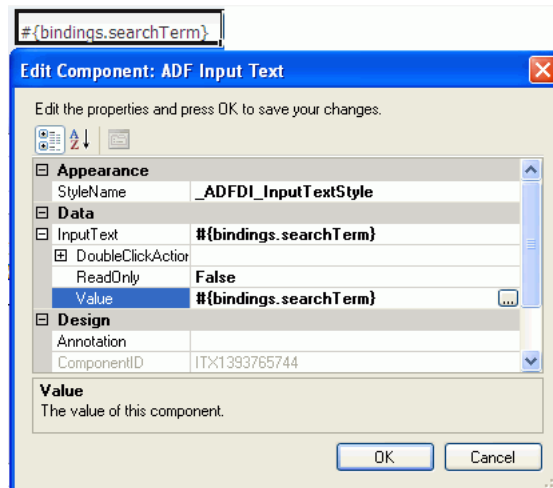 #{bindings.searchTerm}
Edit Component: ADF Input Text
Edit the properties and press OK to save your changes.
Appearance
StyleName _ADFDI_InputTextStyle
Data
InputText #{bindings.searchTerm}
DoubleClickAction
ReadOnly False
Value #{bindings.searchTerm} ...
Design
Annotation
ComponentID ITX1393765744
Value
The value of this component.
OK Cancel